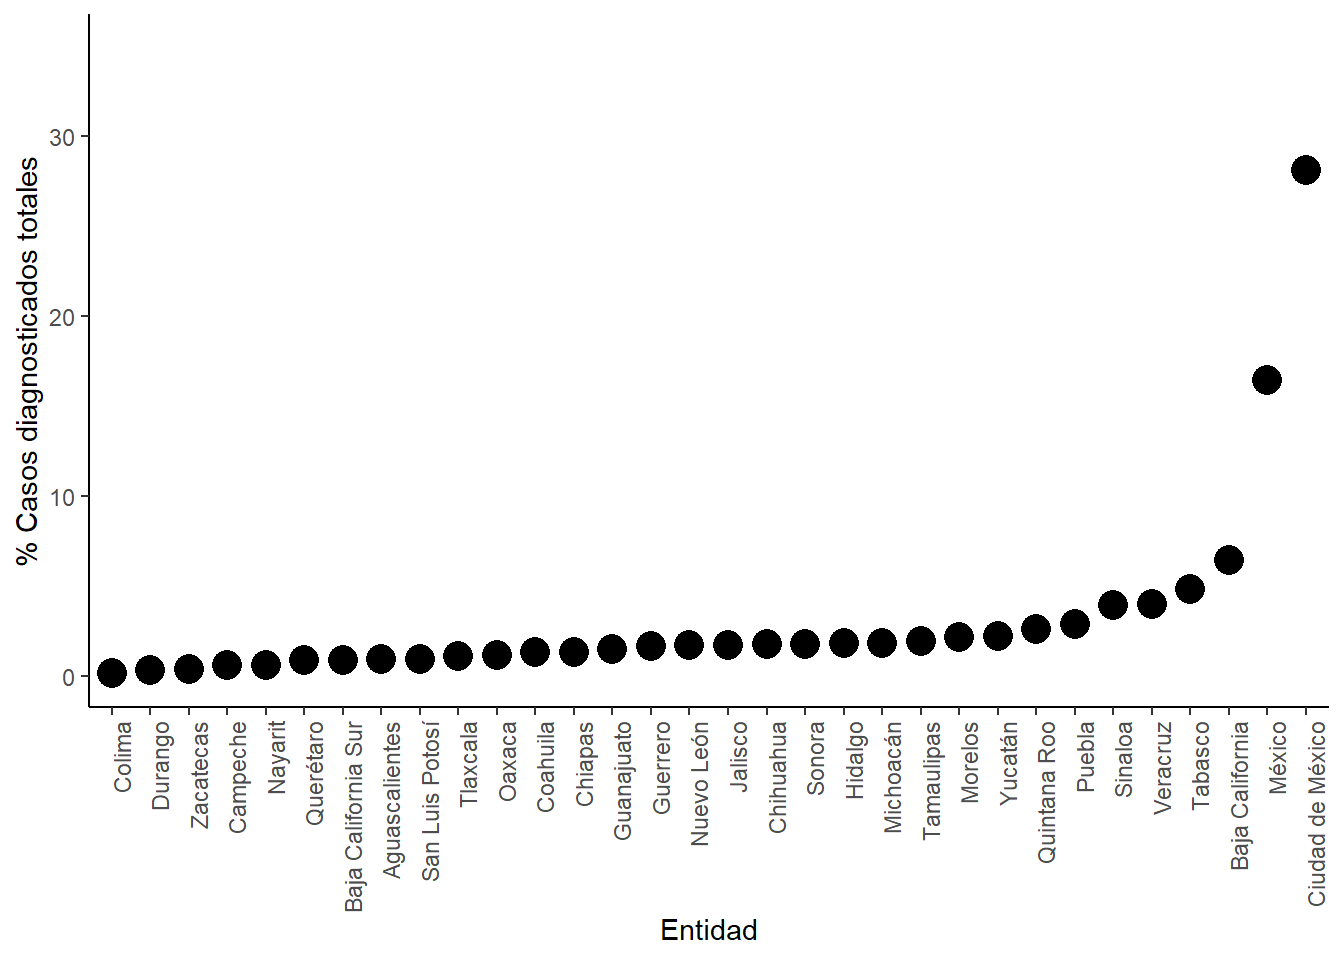 % Casos diagnosticados totales
30
20
10
0
Colima
Durango
Zacatecas
Campeche
Nayarit
Querétaro
Baja California Sur
Aguascalientes
San Luis Potosí
Tlaxcala
Oaxaca
Coahuila
Chiapas
Guanajuato
Guerrero
Nuevo León
Jalisco
Chihuahua
Sonora
Hidalgo
Michoacán
Tamaulipas
Morelos
Yucatán
Quintana Roo
Puebla
Sinaloa
Veracruz
Tabasco
Baja California
México
Ciudad de México
Entidad